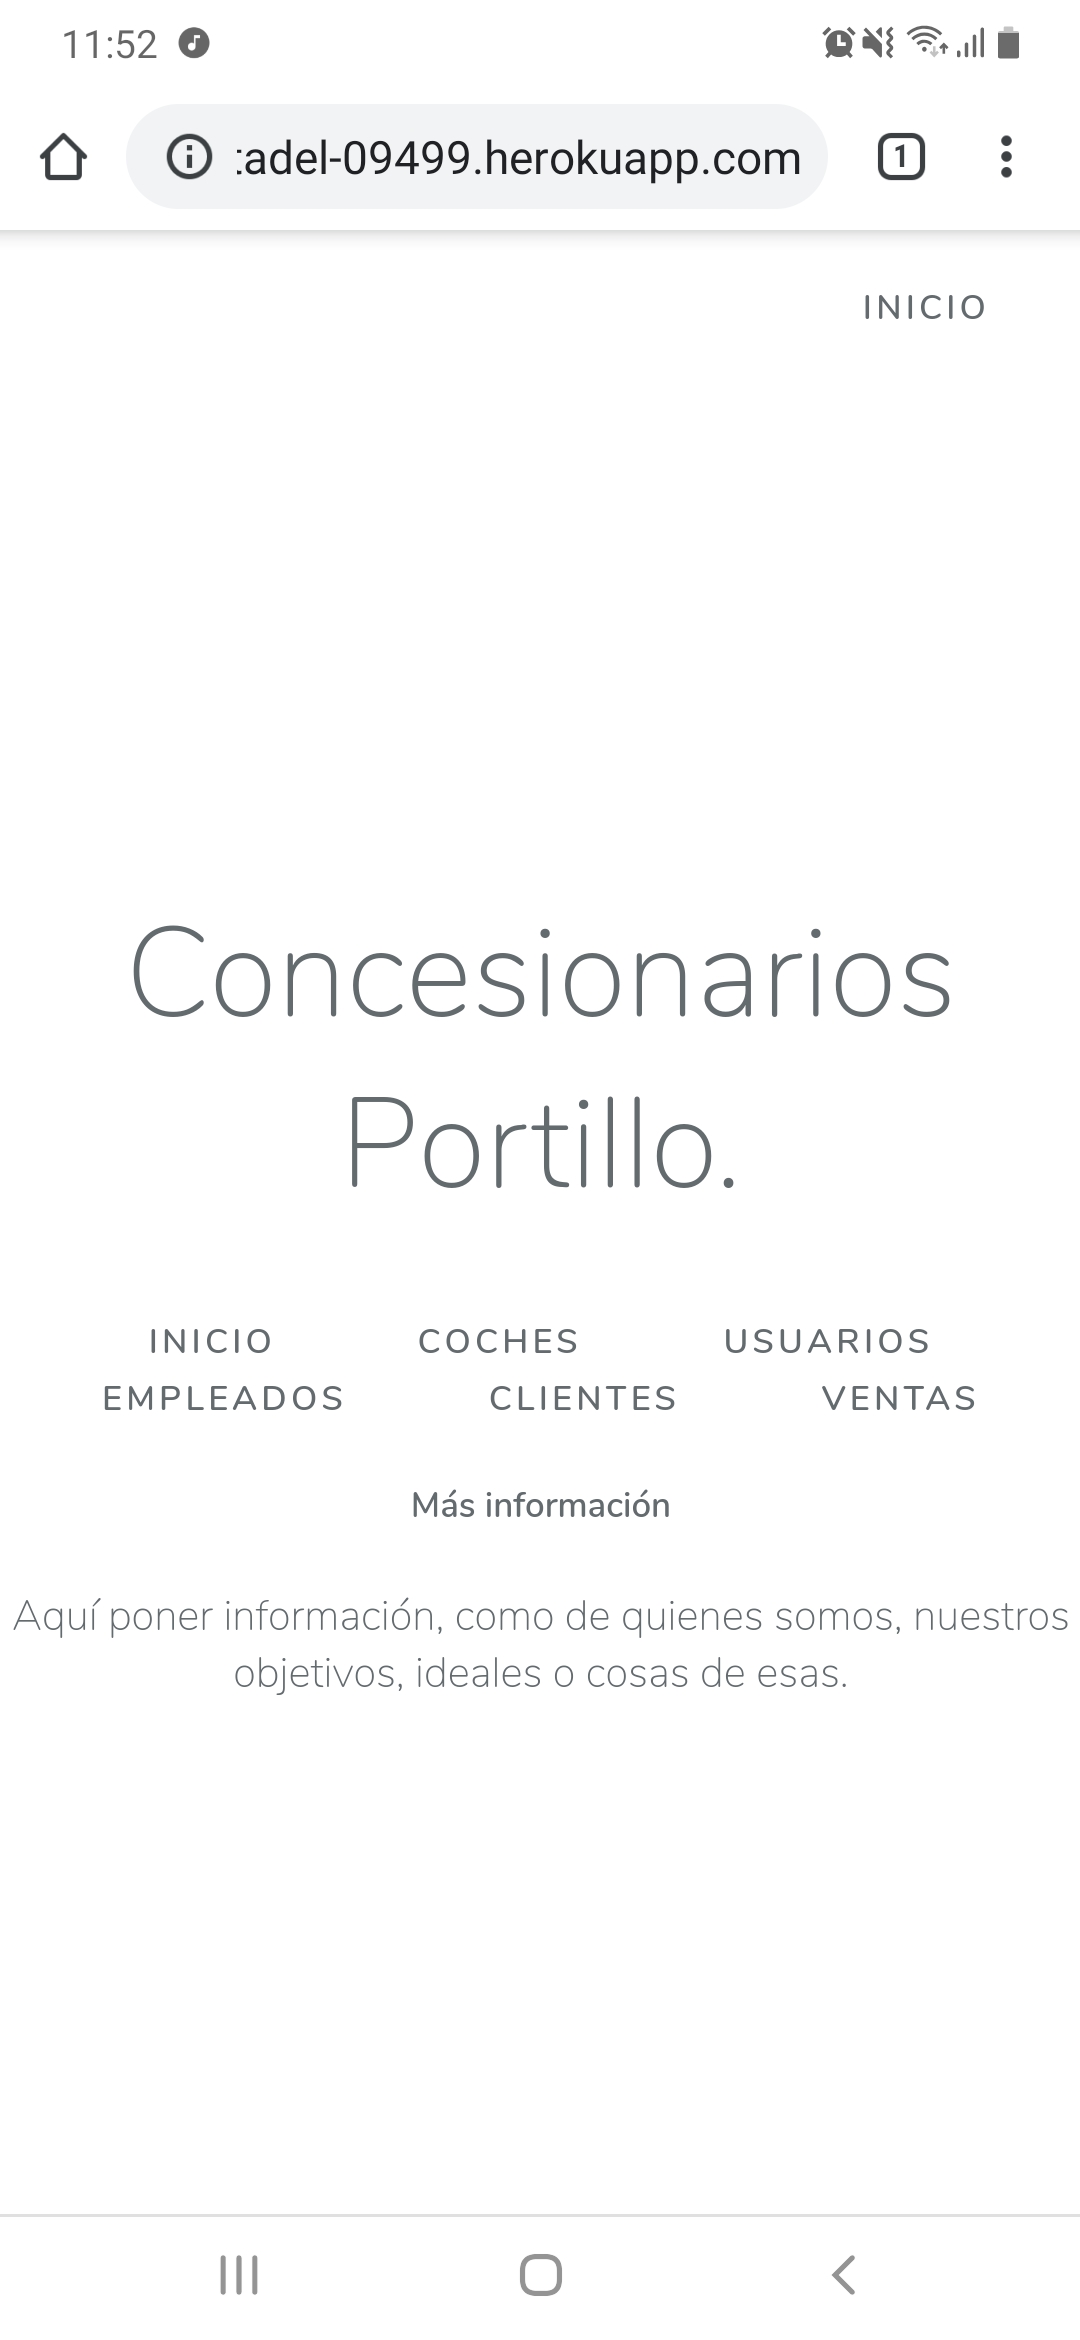 11:52
:adel-09499.herokuapp.com
1
INICIO
Concesionarios
Portillo.
INICIO COCHES USUARIOS
EMPLEADOS CLIENTES VENTAS
Más información
Aquí poner información, como de quienes somos, nuestros
objetivos, ideales o cosas de esas.